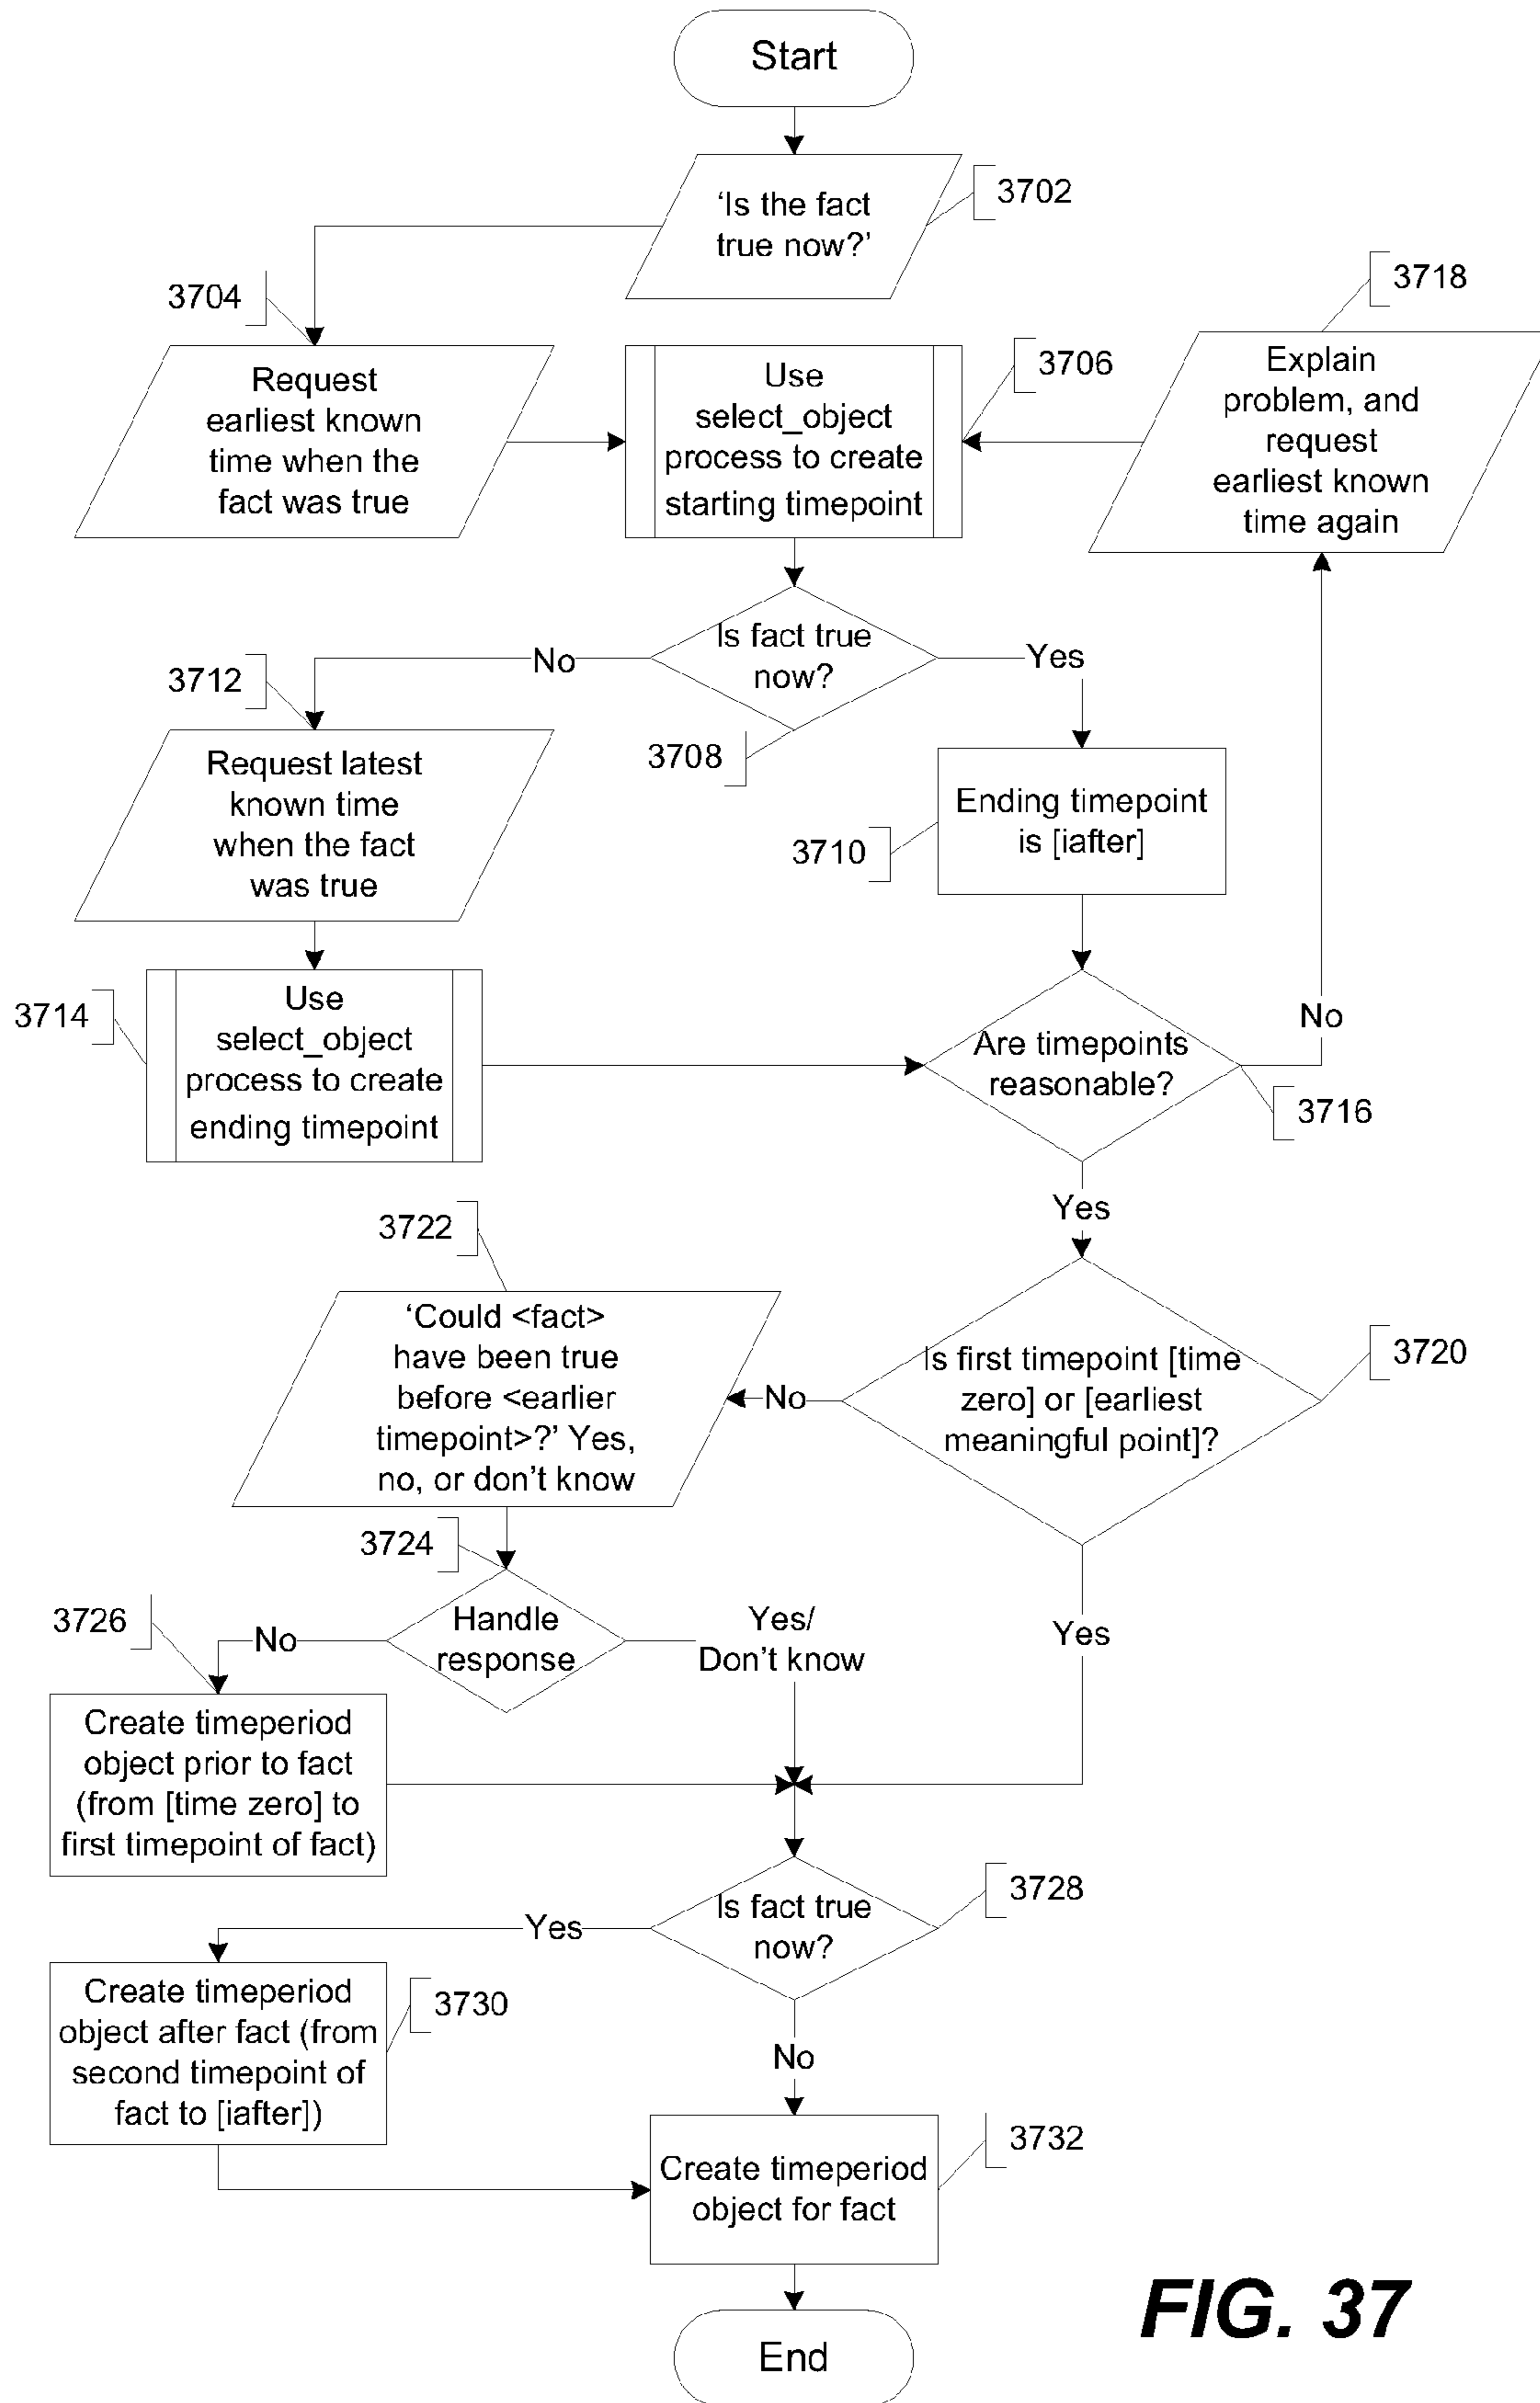 Start
'Is the fact
true now?'
3702
3704
Request
earliest known
time when the
fact was true
Use
select_object
process to create
starting timepoint
3706
3718
Explain
problem, and
request
earliest known
time again
Is fact true
now?
No
Yes
3708
3712
Request latest
known time
when the fact
was true
3710
Ending timepoint
is [iafter]
3714
Use
select_object
process to create
ending timepoint
Are timepoints
reasonable?
No
3716
Yes
3722
'Could <fact>
have been true
before <earlier
timepoint>?' Yes,
no, or don't know
No
Is first timepoint [time
zero] or [earliest
meaningful point]?
3720
3724
Handle
response
No
Yes/
Don't know
Yes
3726
Create timeperiod
object prior to fact
(from [time zero] to
first timepoint of fact)
Is fact true
now?
3728
Yes
No
Create timeperiod
object after fact (from
second timepoint of
fact to [iafter])
3730
Create timeperiod
object for fact
3732
End
FIG. 37